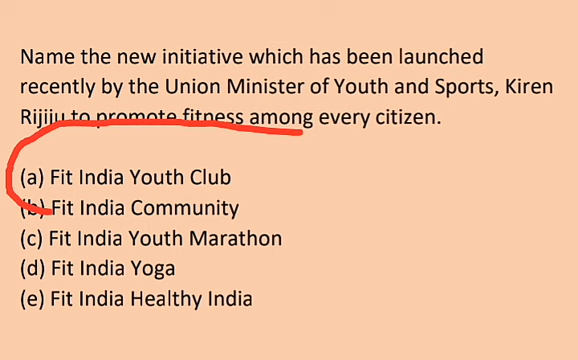 Name the new initiative which has been launched
recently by the Union Minister of Youth and Sports, Kiren
Rijiju to promote fitness among every citizen.
(a) Fit India Youth Club
(b) Fit India Community
(c) Fit India Youth Marathon
(d) Fit India Yoga
(e) Fit India Healthy India